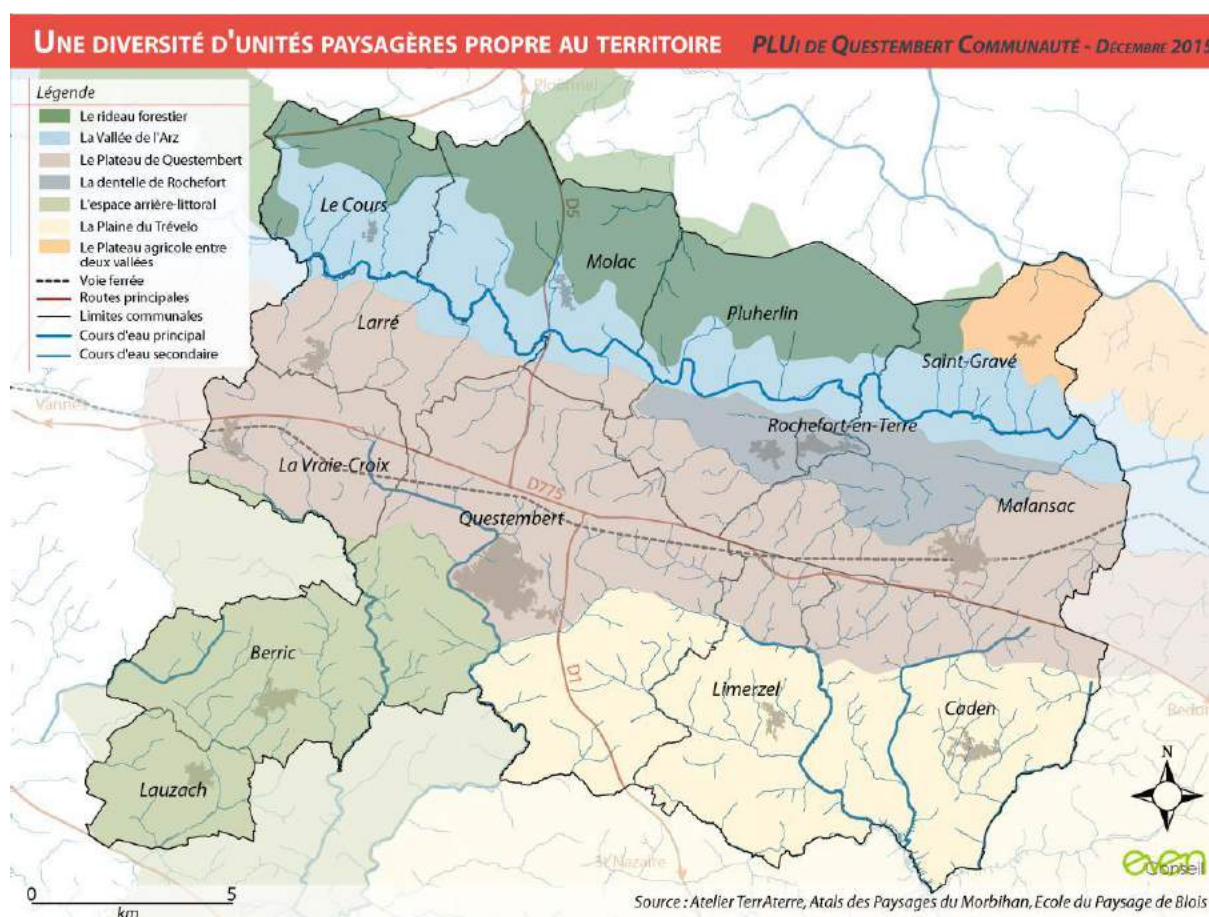 UNE DIVERSITÉ D'UNITÉS PAYSAGÈRES PROPRE AU TERRITOIRE
PLUI DE QUESTEMBERT COMMUNAUTÉ - DÉCEMBRE 2015
Légende
Le rideau forestier
La Vallée de l'Arz
Le Plateau de Questembert
La dentelle de Rochefort
L'espace arrière-littoral
La Plaine du Trévelo
Le Plateau agricole entre
deux vallées
Voie ferrée
Routes principales
Limites communales
Cours d'eau principal
Cours d'eau secondaire
Ploërmel
Le Cours
D5
Molac
Pluherlin
Larré
Saint-Gravé
Vannes
Rochefort-en-Terre
La Vraie-Croix
D775
Malansac
Questembert
Berric
D1
Limerzel
Caden
Lauzach
St Nazaire
N
0 5
km
even
Conseil
Source : Atelier TerrAterre, Atals des Paysages du Morbihan, Ecole du Paysage de Blois